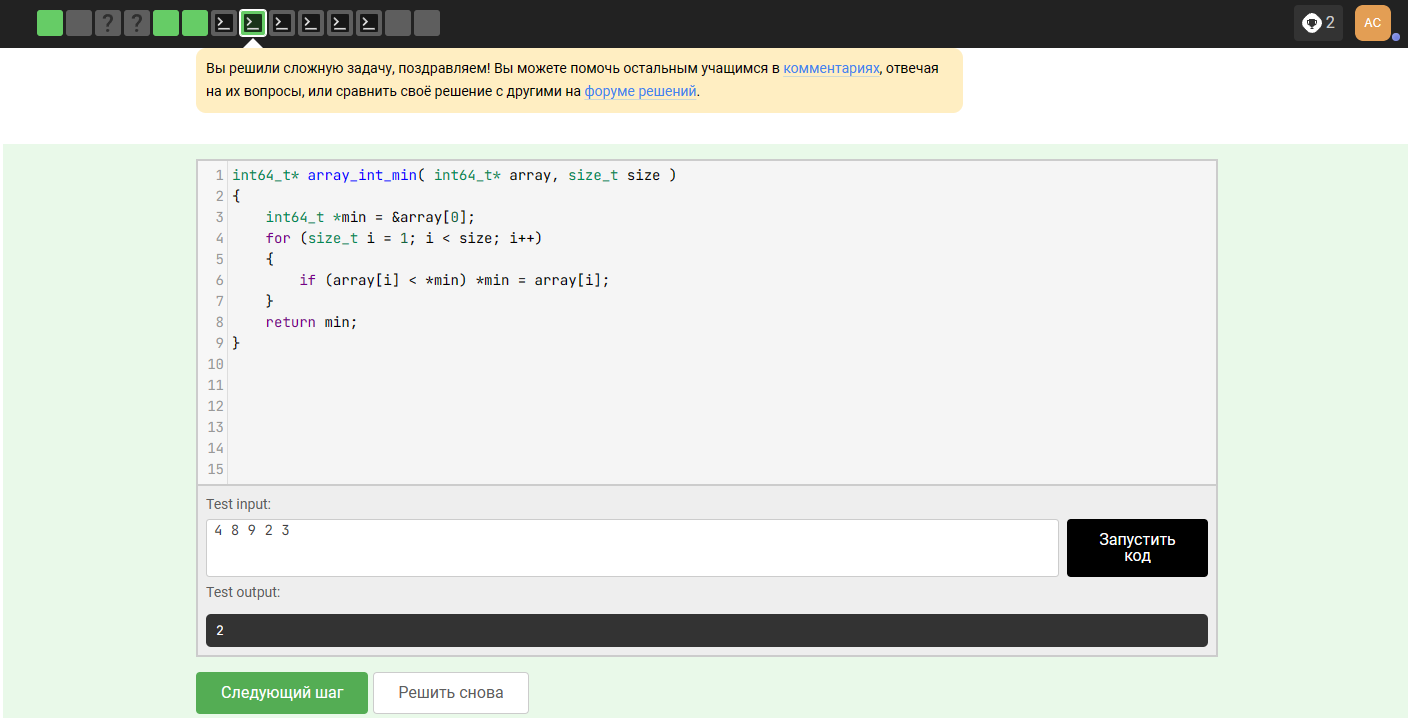 ? ?
2
AC
Вы решили сложную задачу, поздравляем! Вы можете помочь остальным учащимся в комментариях, отвечая
на их вопросы, или сравнить своё решение с другими на форуме решений.
1 int64_t* array_int_min( int64_t* array, size_t size )
2 {
3     int64_t *min = &array[0];
4     for (size_t i = 1; i < size; i++)
5     {
6         if (array[i] < *min) *min = array[i];
7     }
8     return min;
9 }
10
11
12
13
14
15
Test input:
4 8 9 2 3
Запустить
код
Test output:
2
Следующий шаг
Решить снова